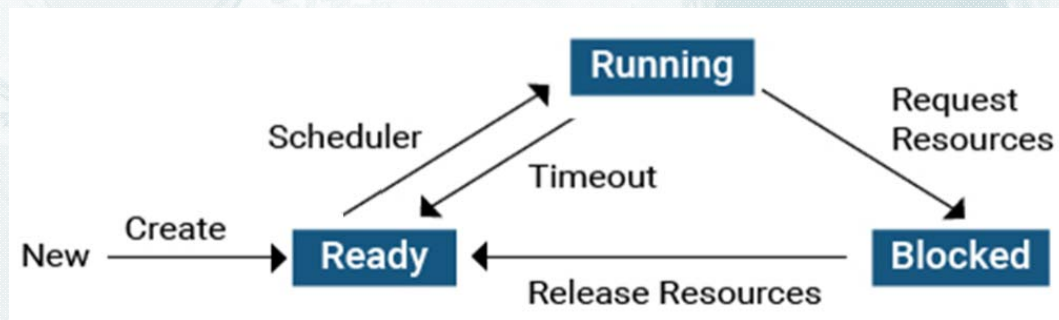 Running
Request
Resources
Scheduler
Timeout
Create
New
Ready
Blocked
Release Resources